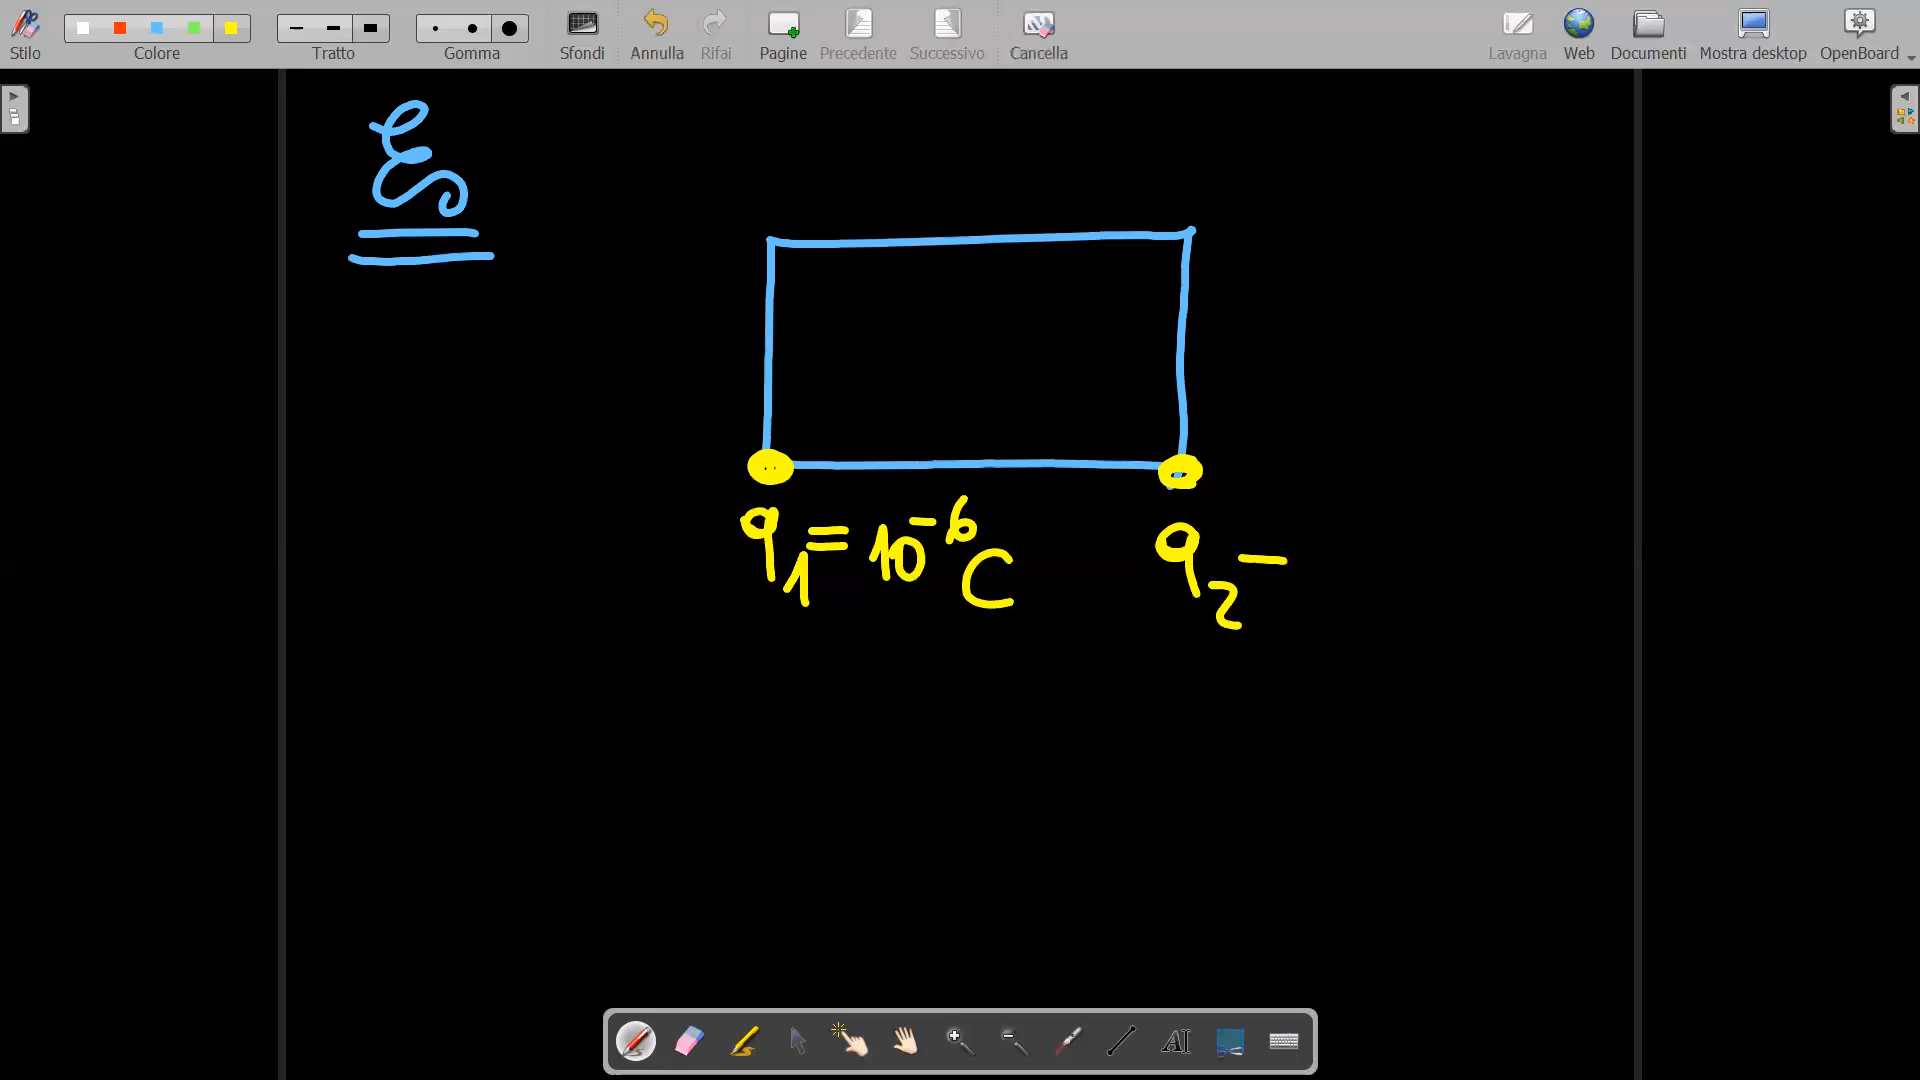 Stilo Colore Tratto Gomma Sfondi Annulla Rifai Pagine Precedente Successivo Cancella Lavagna Web Documenti Mostra desktop OpenBoard
Es
q₁ = 10⁻⁶ C q₂ –
AI